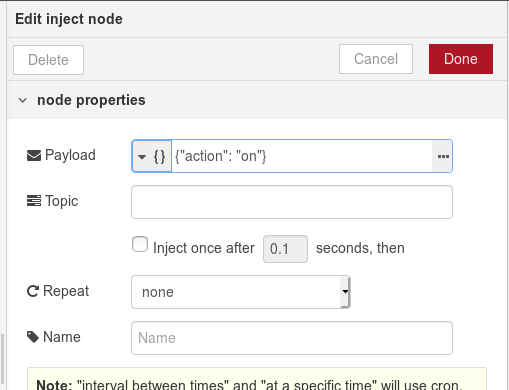 Edit inject node
Delete Cancel Done
node properties
Payload {} {"action": "on"} •••
Topic
Inject once after 0.1 seconds, then
Repeat none
Name Name
Note: "interval between times" and "at a specific time" will use cron.